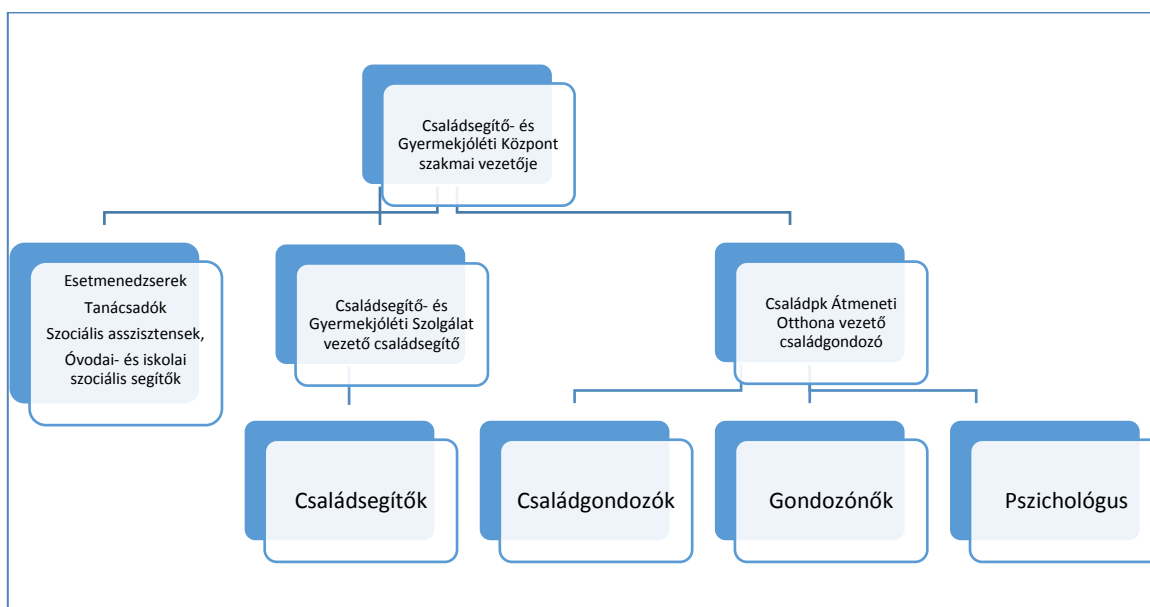 Családsegítő- és
Gyermekjóléti Központ
szakmai vezetője
Esetmenedzserek
Tanácsadók
Szociális asszisztensek,
Óvodai- és iskolai
szociális segítők
Családsegítő- és
Gyermekjóléti Szolgálat
vezető családsegítő
Családpk Átmeneti
Otthona vezető
családgondozó
Családsegítők
Családgondozók
Gondozónők
Pszichológus